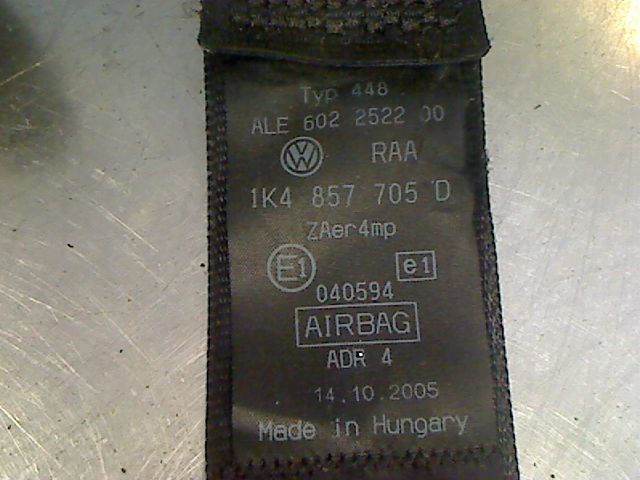 Typ 448
ALE 602 2522 00
VW RAA
1K4 857 705 D
ZAer4mp
E1 e1
040594
AIRBAG
ADR 4
14.10.2005
Made in Hungary